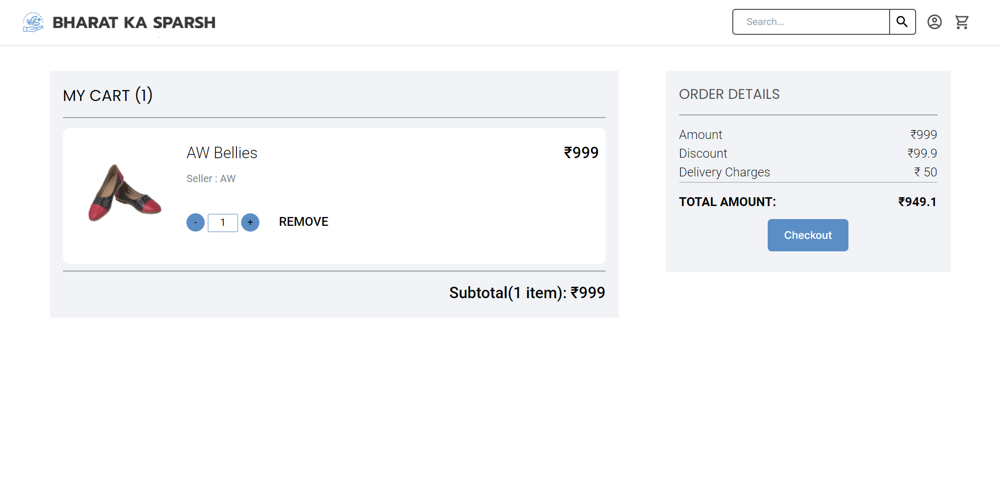 BHARAT KA SPARSH
Search...
MY CART (1)
AW Bellies
₹999
Seller : AW
-
1
+
REMOVE
Subtotal(1 item): ₹999
ORDER DETAILS
Amount ₹999
Discount ₹99.9
Delivery Charges ₹ 50
TOTAL AMOUNT: ₹949.1
Checkout